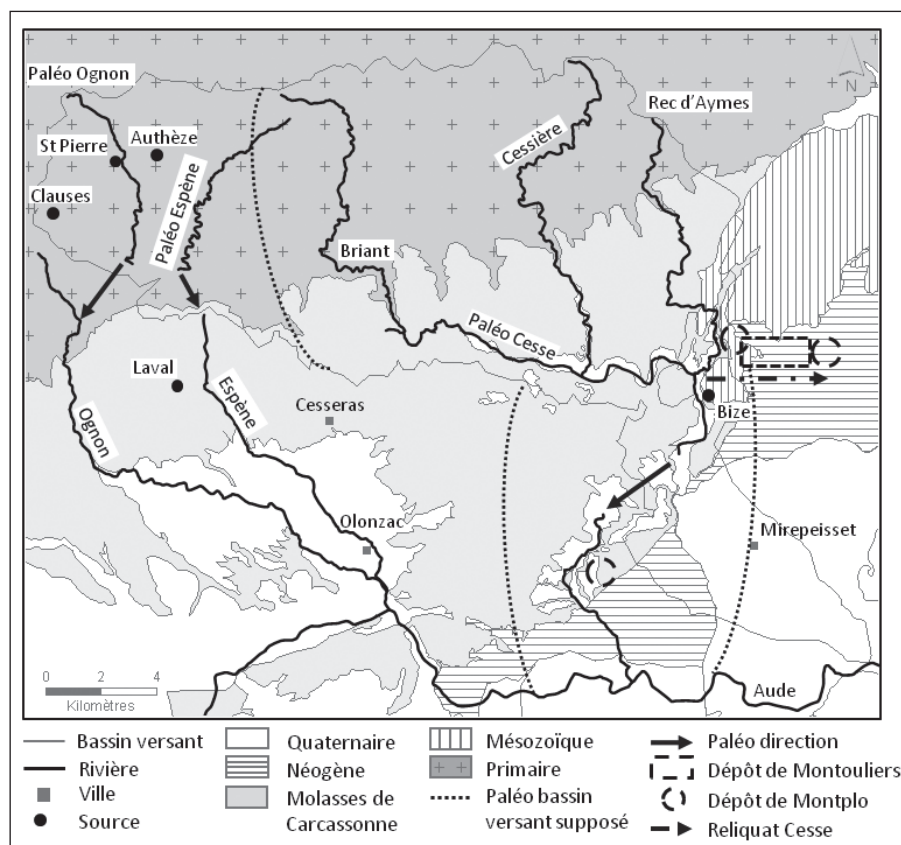 Paléo Ognon
N
Rec d'Aymes
St Pierre
Authèze
Cessière
Clauses
Paléo Espène
Briant
Paléo Cesse
Laval
Cesseras
Bize
Ognon
Espène
Olonzac
Mirepeisset
0 2 4
Kilomètres
Aude
Bassin versant
Rivière
Ville
Source
Quaternaire
Néogène
Molasses de
Carcassonne
Mésozoïque
Primaire
Paléo bassin
versant supposé
Paléo direction
Dépôt de Montouliers
Dépôt de Montplo
Reliquat Cesse